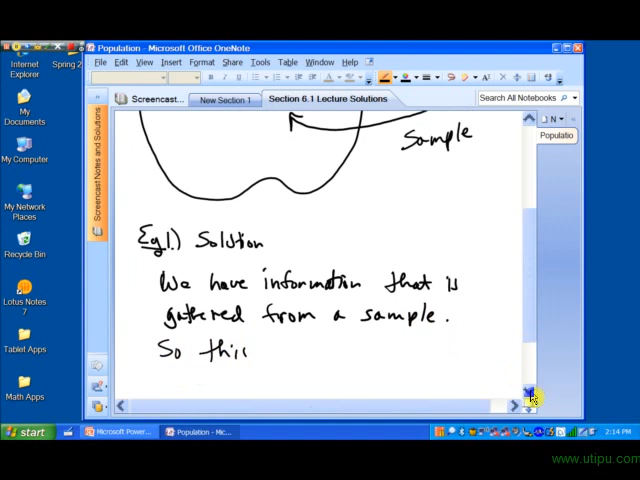 Population - Microsoft Office OneNote
Internet Explorer
Spring 2
File Edit View Insert Format Share Tools Table Window Help
My Documents
Screencast...
New Section 1
Section 6.1 Lecture Solutions
Search All Notebooks
Screencast Notes and Solutions
N
Populatio
My Computer
Sample
My Network Places
Eg 1.) Solution
Recycle Bin
We have information that is
Lotus Notes 7
gathered from a sample.
So this
Tablet Apps
Math Apps
start
Microsoft Power...
Population - Mic...
2:14 PM
www.utipu.com